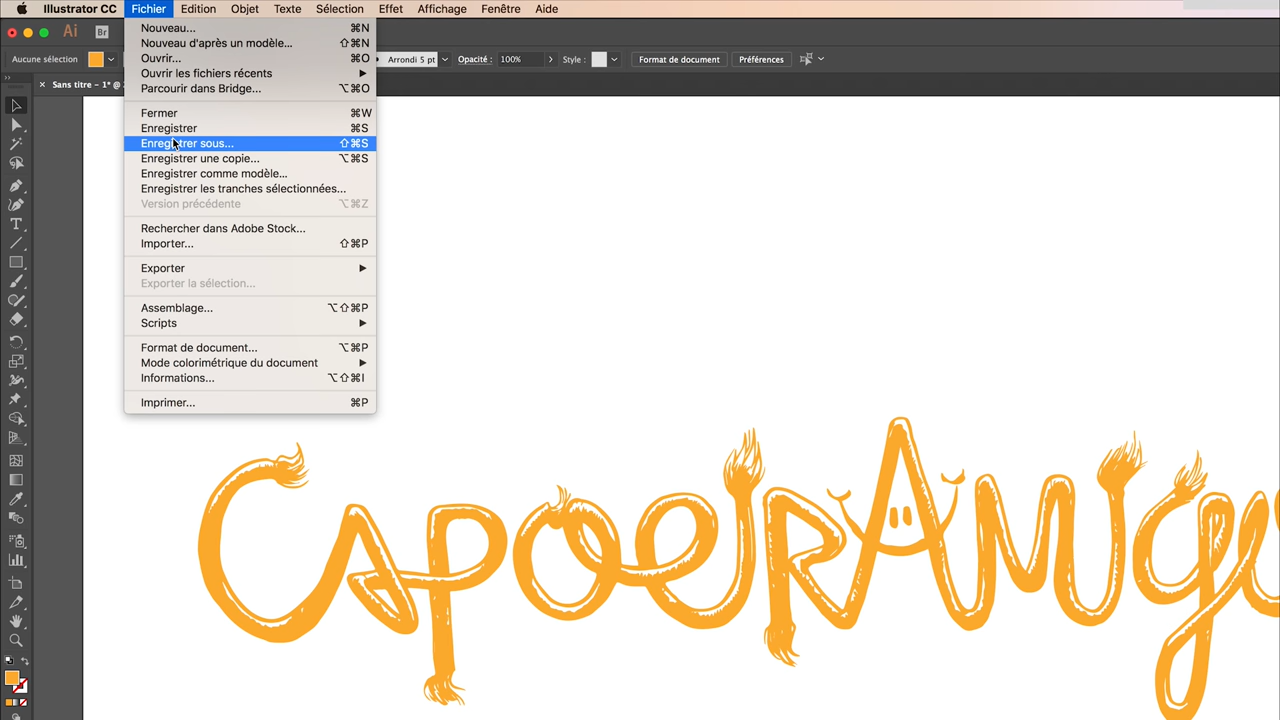 Illustrator CC Fichier Edition Objet Texte Sélection Effet Affichage Fenêtre Aide
Ai Br
Aucune sélection Arrondi 5 pt Opacité : 100% Style : Format de document Préférences
Sans titre - 1* @
Nouveau... ⌘N
Nouveau d'après un modèle... ⇧⌘N
Ouvrir... ⌘O
Ouvrir les fichiers récents
Parcourir dans Bridge... ⌥⌘O
Fermer ⌘W
Enregistrer ⌘S
Enregistrer sous... ⇧⌘S
Enregistrer une copie... ⌥⌘S
Enregistrer comme modèle...
Enregistrer les tranches sélectionnées...
Version précédente ⌥⌘Z
Rechercher dans Adobe Stock...
Importer... ⇧⌘P
Exporter
Exporter la sélection...
Assemblage... ⌥⇧⌘P
Scripts
Format de document... ⌥⌘P
Mode colorimétrique du document
Informations... ⌥⇧⌘I
Imprimer... ⌘P
CapoeirAmig